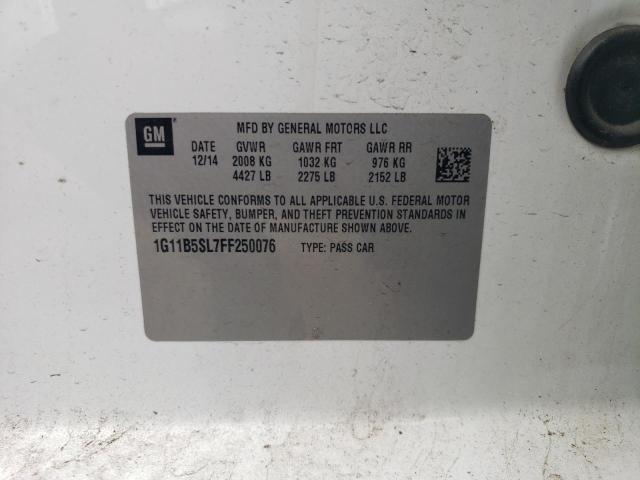 GM
MFD BY GENERAL MOTORS LLC
DATE GVWR GAWR FRT GAWR RR
12/14 2008 KG 1032 KG 976 KG
4427 LB 2275 LB 2152 LB
THIS VEHICLE CONFORMS TO ALL APPLICABLE U.S. FEDERAL MOTOR
VEHICLE SAFETY, BUMPER, AND THEFT PREVENTION STANDARDS IN
EFFECT ON THE DATE OF MANUFACTURE SHOWN ABOVE.
1G11B5SL7FF250076 TYPE: PASS CAR